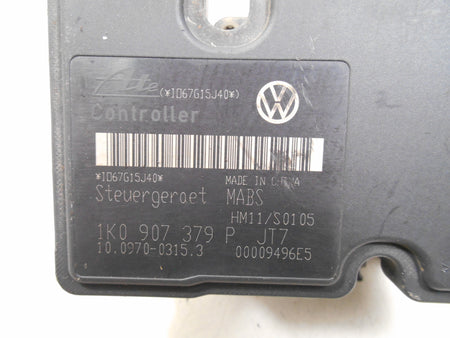 Ate (*1D67G15J40*)
Controller
*1D67G15J40*
MADE IN CHINA
Steuergeraet MABS
HM11/S0105
1K0 907 379 P JT7
10.0970-0315.3 00009496E5